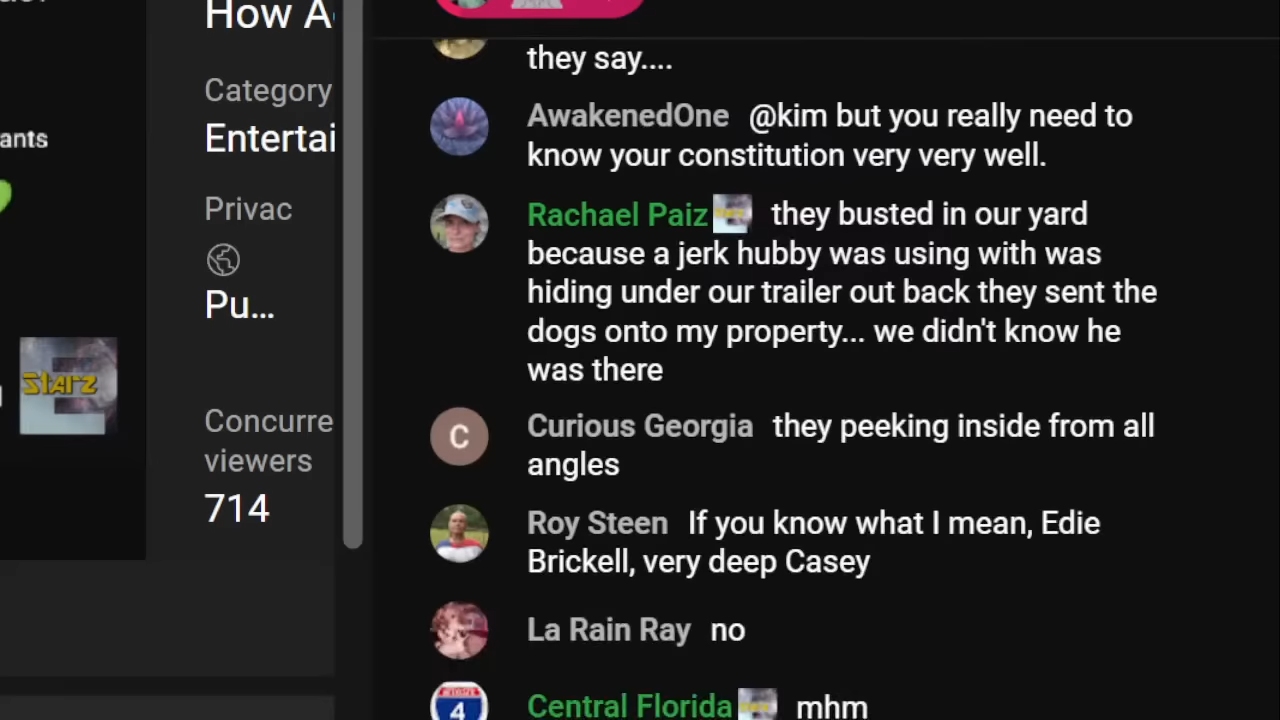 How A
Category
Entertai
Privac
Pu...
Concurre
viewers
714
ants
Starz
they say....
AwakenedOne @kim but you really need to
know your constitution very very well.
Rachael Paiz they busted in our yard
because a jerk hubby was using with was
hiding under our trailer out back they sent the
dogs onto my property... we didn't know he
was there
C
Curious Georgia they peeking inside from all
angles
Roy Steen If you know what I mean, Edie
Brickell, very deep Casey
La Rain Ray no
4
Central Florida mhm